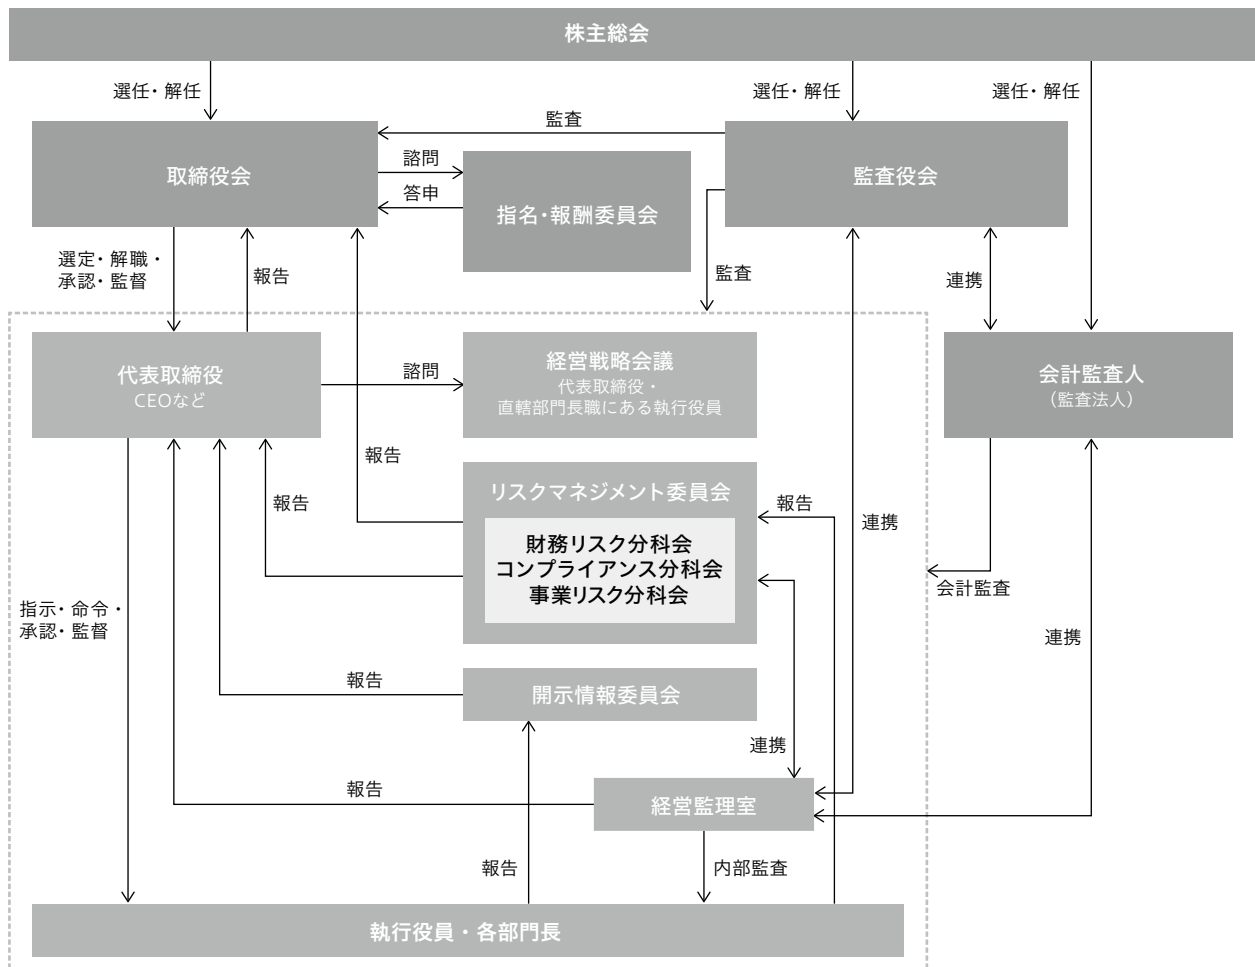 株主総会
選任・解任
選任・解任
選任・解任
監査
取締役会
諮問
答申
指名・報酬委員会
監査役会
選定・解職・
承認・監督
報告
監査
連携
代表取締役
CEOなど
諮問
経営戦略会議
代表取締役・
直轄部門長職にある執行役員
会計監査人
（監査法人）
報告
報告
リスクマネジメント委員会
財務リスク分科会
コンプライアンス分科会
事業リスク分科会
報告
連携
会計監査
指示・命令・
承認・監督
連携
報告
開示情報委員会
連携
報告
経営監理室
報告
内部監査
執行役員・各部門長